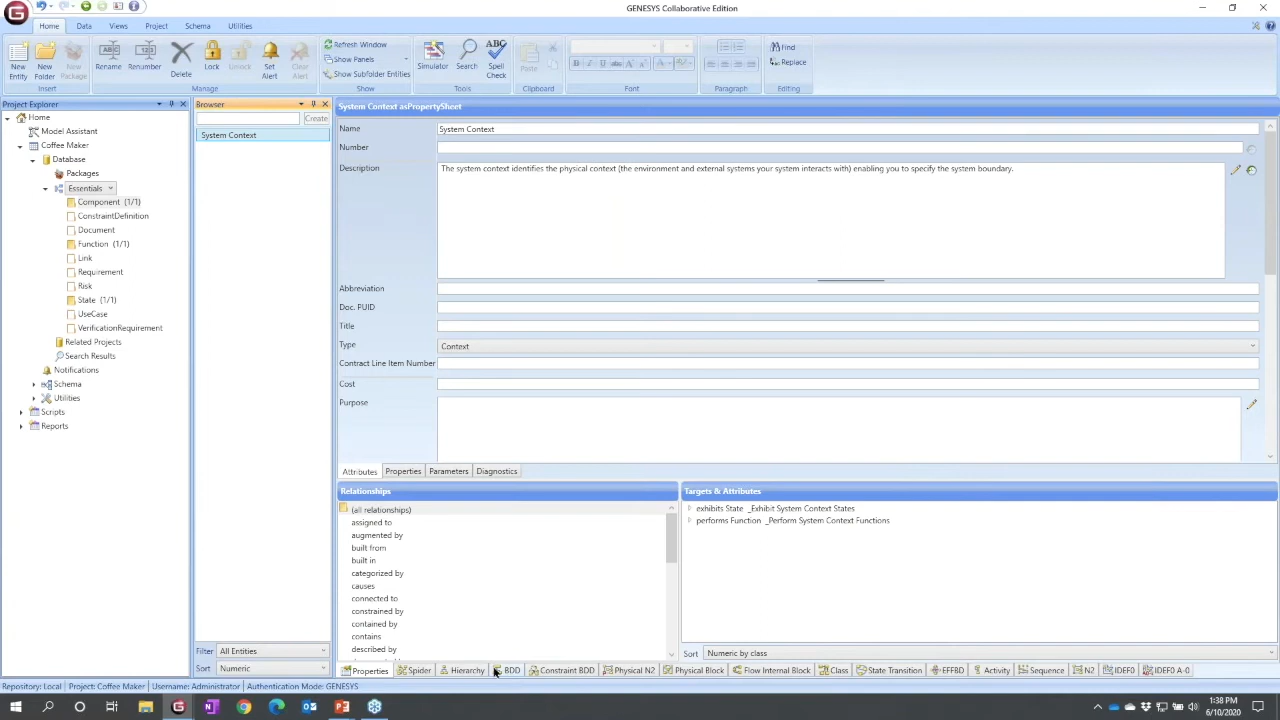 GENESYS Collaborative Edition
Home Data Views Project Schema Utilities
New Entity
New Folder
New Package
Insert
Rename
Renumber
Delete
Lock
Unlock
Set Alert
Clear Alert
Manage
Refresh Window
Show Panels
Show Subfolder Entities
Show
Simulator
Search
ABC
Spell Check
Tools
Paste
Clipboard
Font
Paragraph
Find
Replace
Editing
Project Explorer
Home
Model Assistant
Coffee Maker
Database
Packages
Essentials
Component (1/1)
ConstraintDefinition
Document
Function (1/1)
Link
Requirement
Risk
State (1/1)
UseCase
VerificationRequirement
Related Projects
Search Results
Notifications
Schema
Utilities
Scripts
Reports
Browser
Create
System Context
Filter All Entities
Sort Numeric
System Context asPropertySheet
Name System Context
Number
Description The system context identifies the physical context (the environment and external systems your system interacts with) enabling you to specify the system boundary.
Abbreviation
Doc. PUID
Title
Type Context
Contract Line Item Number
Cost
Purpose
Attributes Properties Parameters Diagnostics
Relationships
(all relationships)
assigned to
augmented by
built from
built in
categorized by
causes
connected to
constrained by
contained by
contains
described by
Targets & Attributes
exhibits State _Exhibit System Context States
performs Function _Perform System Context Functions
Sort Numeric by class
Properties Spider Hierarchy BDD Constraint BDD Physical N2 Physical Block Flow Internal Block Class State Transition EFFBD Activity Sequence N2 IDEF0 IDEF0 A-0
Repository: Local Project: Coffee Maker Username: Administrator Authentication Mode: GENESYS
1:38 PM
6/10/2020